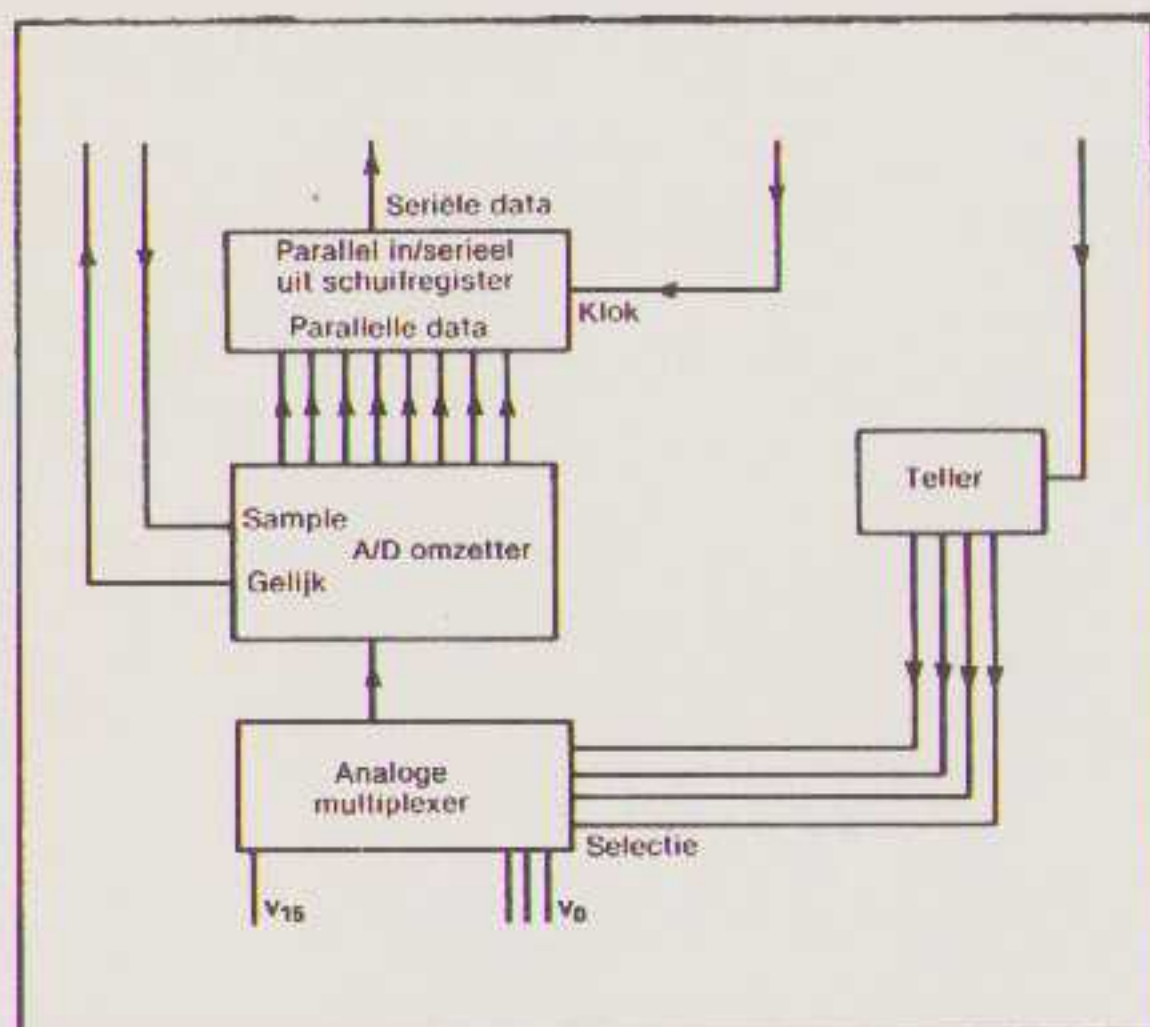 Seriële data
Parallel in/serieel
uit schuifregister
Parallelle data
Klok
Teller
Sample
A/D omzetter
Gelijk
Analoge
multiplexer
Selectie
V15
V0